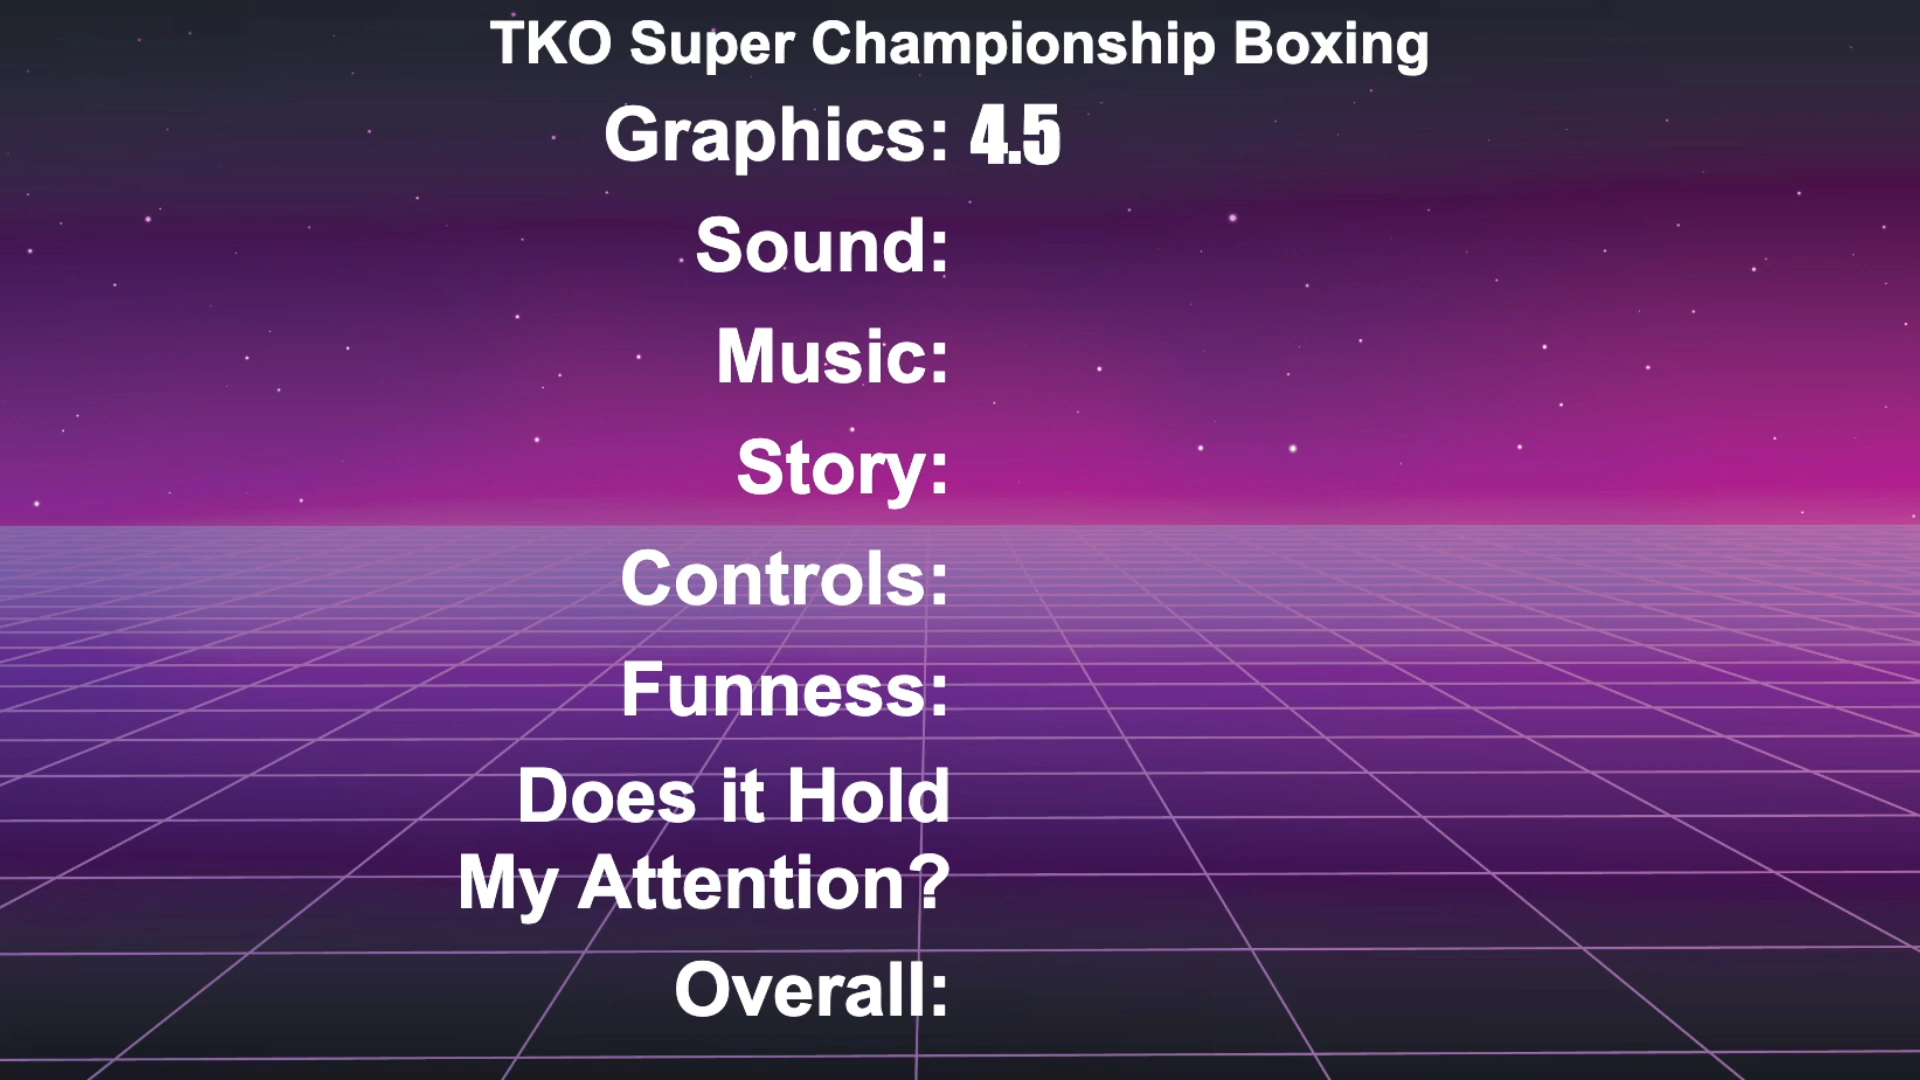 TKO Super Championship Boxing
Graphics: 4.5
Sound:
Music:
Story:
Controls:
Funness:
Does it Hold
My Attention?
Overall: